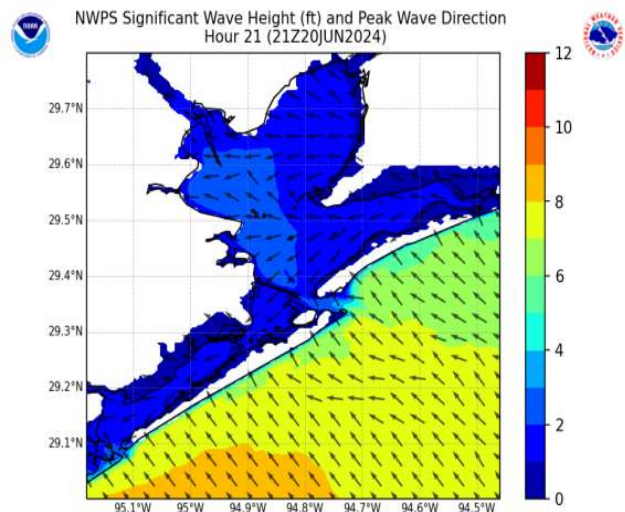 NWPS Significant Wave Height (ft) and Peak Wave Direction
Hour 21 (21Z20JUN2024)
NOAA
29.7°N
29.6°N
29.5°N
29.4°N
29.3°N
29.2°N
29.1°N
95.1°W 95°W 94.9°W 94.8°W 94.7°W 94.6°W 94.5°W
12
10
8
6
4
2
0